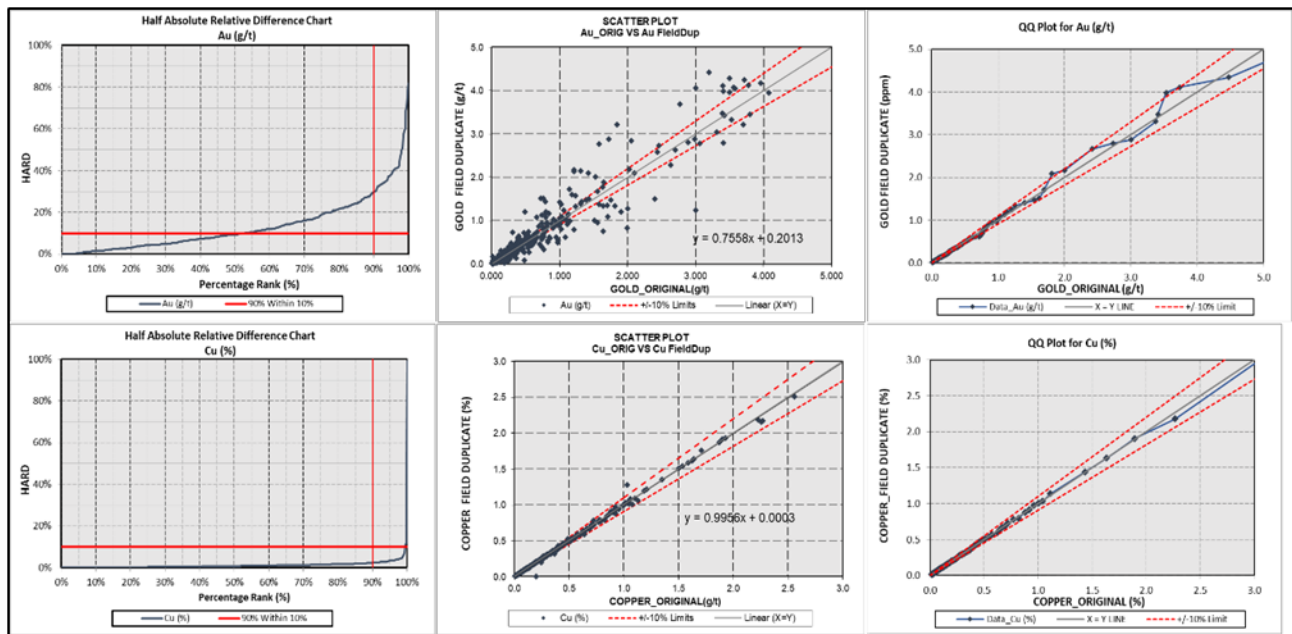 Half Absolute Relative Difference Chart
Au (g/t)
100%
80%
60%
40%
20%
0%
HARD
0% 10% 20% 30% 40% 50% 60% 70% 80% 90% 100%
Percentage Rank (%)
Au (g/t) 90% Within 10%
SCATTER PLOT
Au_ORIG VS Au FieldDup
5.0
4.0
3.0
2.0
1.0
0.0
GOLD FIELD DUPLICATE (g/t)
y = 0.7558x + 0.2013
0.000 1.000 2.000 3.000 4.000 5.000
GOLD_ORIGINAL(g/t)
Au (g/t) +/-10% Limits Linear (X=Y)
QQ Plot for Au (g/t)
5.0
4.0
3.0
2.0
1.0
0.0
GOLD FIELD DUPLICATE (ppm)
0.0 1.0 2.0 3.0 4.0 5.0
GOLD_ORIGINAL (g/t)
Data_Au (g/t) X = Y LINE +/-10% Limit
Half Absolute Relative Difference Chart
Cu (%)
100%
80%
60%
40%
20%
0%
HARD
0% 10% 20% 30% 40% 50% 60% 70% 80% 90% 100%
Percentage Rank (%)
Cu (%) 90% Within 10%
SCATTER PLOT
Cu_ORIG VS Cu FieldDup
3.0
2.5
2.0
1.5
1.0
0.5
0.0
COPPER FIELD DUPLICATE (%)
y = 0.9956x + 0.0003
0.0 0.5 1.0 1.5 2.0 2.5 3.0
COPPER_ORIGINAL(g/t)
Cu (%) +/-10% Limits Linear (X=Y)
QQ Plot for Cu (%)
3.0
2.5
2.0
1.5
1.0
0.5
0.0
COPPER_FIELD DUPLICATE (%)
0.0 0.5 1.0 1.5 2.0 2.5 3.0
COPPER_ORIGINAL (%)
Data_Cu (%) X = Y LINE +/-10% Limit